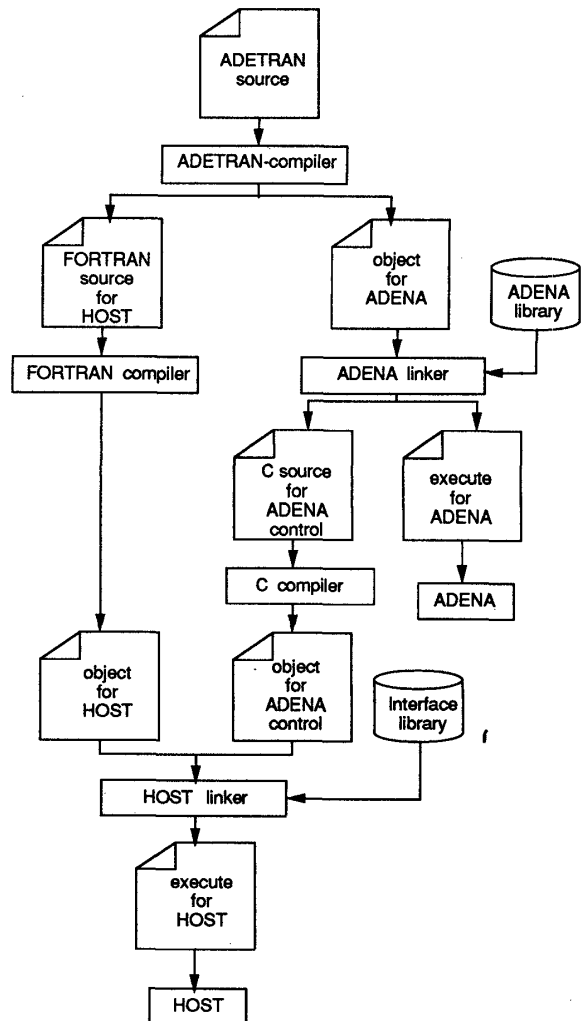 ADETRAN
source
ADETRAN-compiler
FORTRAN
source
for
HOST
object
for
ADENA
ADENA
library
FORTRAN compiler
ADENA linker
C source
for
ADENA
control
execute
for
ADENA
C compiler
ADENA
object
for
HOST
object
for
ADENA
control
Interface
library
HOST linker
execute
for
HOST
HOST